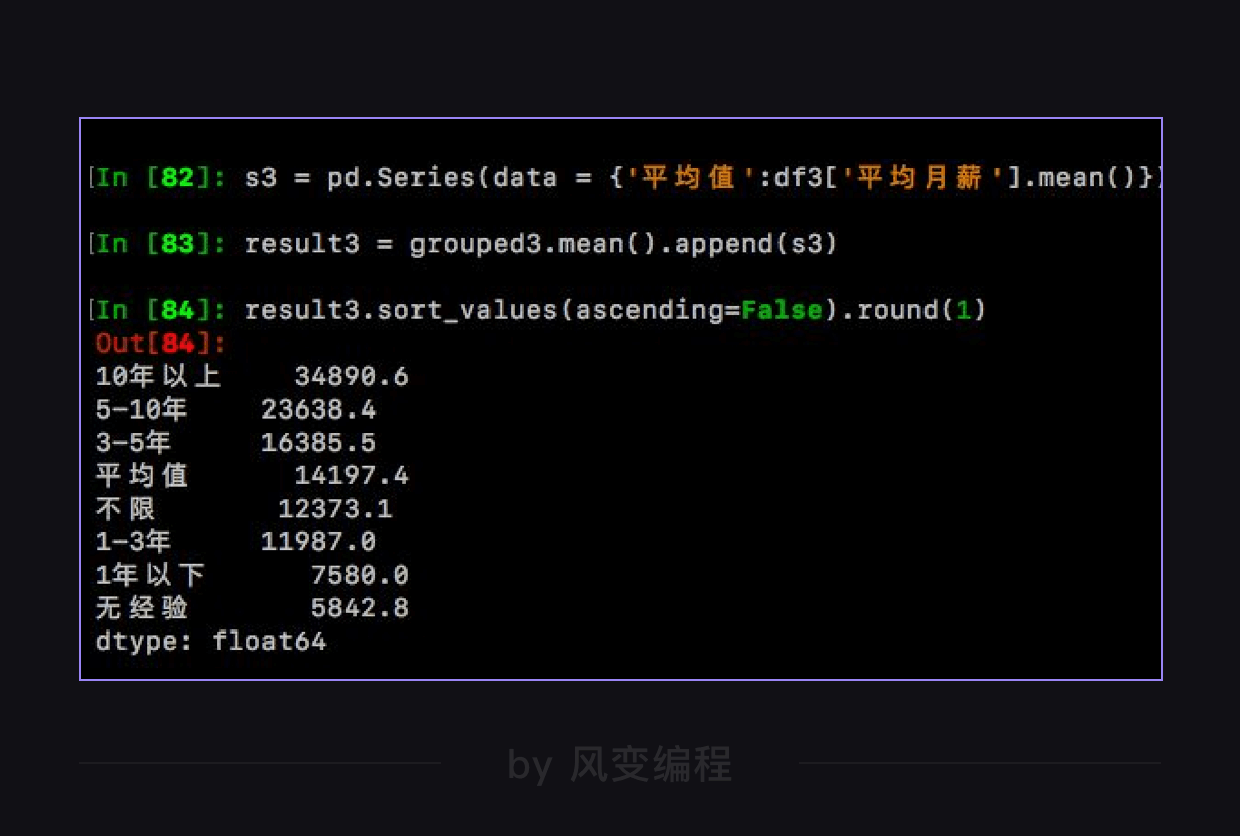 [In [82]: s3 = pd.Series(data = {'平均值':df3['平均月薪'].mean()})
[In [83]: result3 = grouped3.mean().append(s3)
[In [84]: result3.sort_values(ascending=False).round(1)
Out[84]:
10年以上 34890.6
5-10年 23638.4
3-5年 16385.5
平均值 14197.4
不限 12373.1
1-3年 11987.0
1年以下 7580.0
无经验 5842.8
dtype: float64
by 风变编程